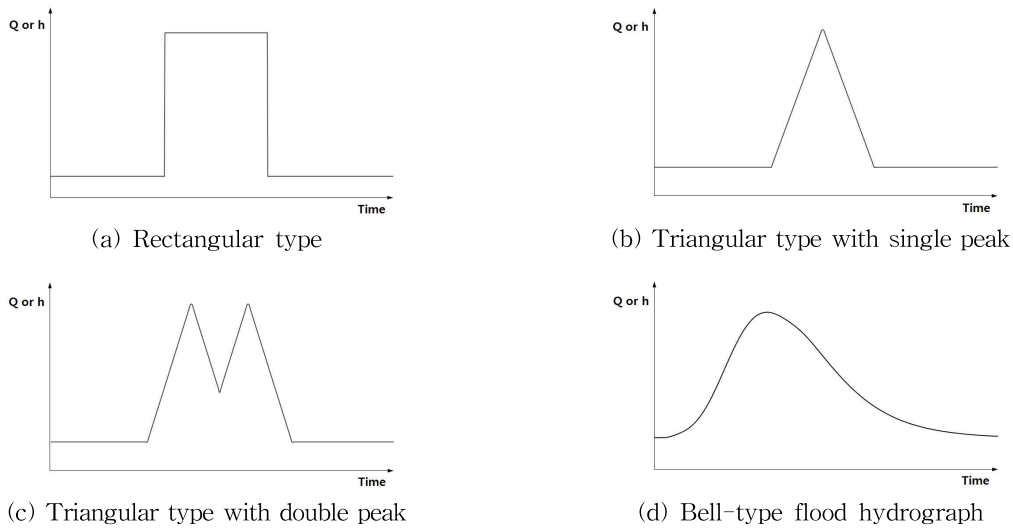 Q or h
Time
(a) Rectangular type
Q or h
Time
(b) Triangular type with single peak
Q or h
Time
(c) Triangular type with double peak
Q or h
Time
(d) Bell-type flood hydrograph